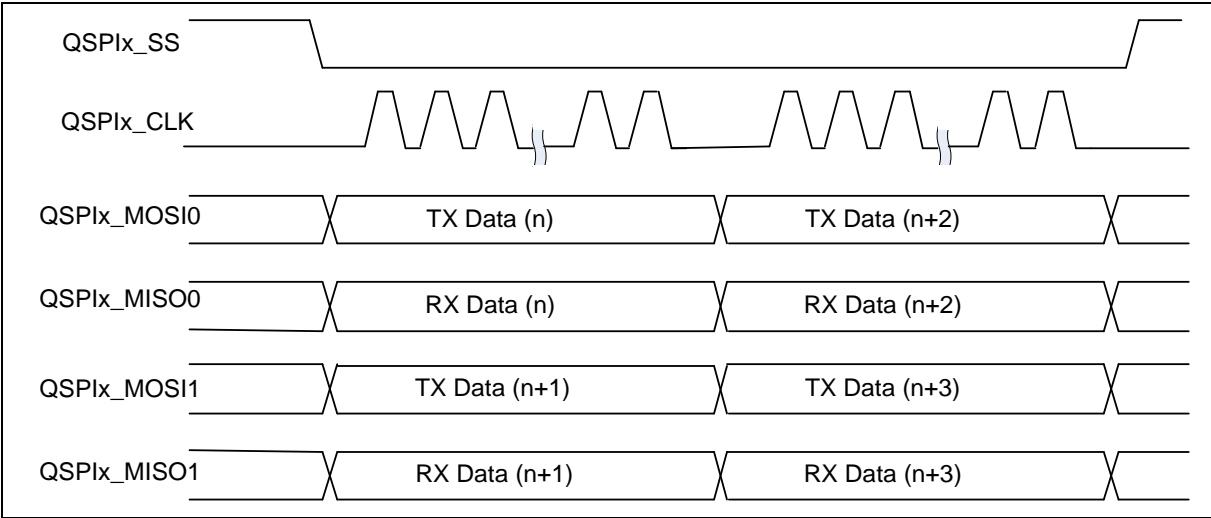 QSPIx_SS
QSPIx_CLK
QSPIx_MOSI0 TX Data (n) TX Data (n+2)
QSPIx_MISO0 RX Data (n) RX Data (n+2)
QSPIx_MOSI1 TX Data (n+1) TX Data (n+3)
QSPIx_MISO1 RX Data (n+1) RX Data (n+3)